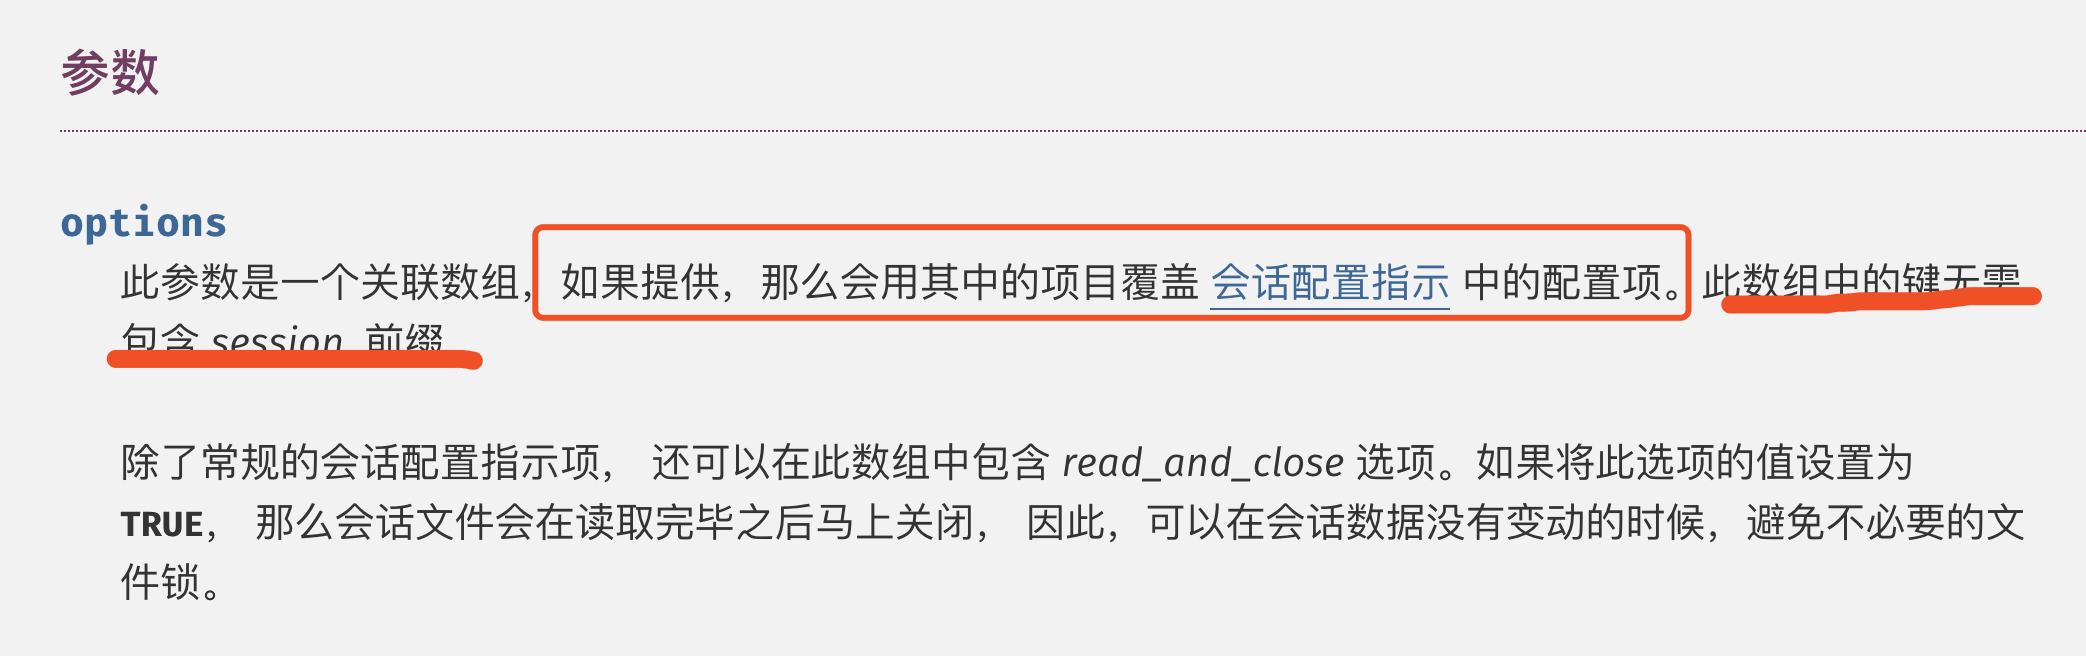 参数
options
此参数是一个关联数组，如果提供，那么会用其中的项目覆盖 会话配置指示 中的配置项。此数组中的键无需
包含 session 前缀
除了常规的会话配置指示项， 还可以在此数组中包含 read_and_close 选项。如果将此选项的值设置为
TRUE， 那么会话文件会在读取完毕之后马上关闭， 因此，可以在会话数据没有变动的时候，避免不必要的文
件锁。